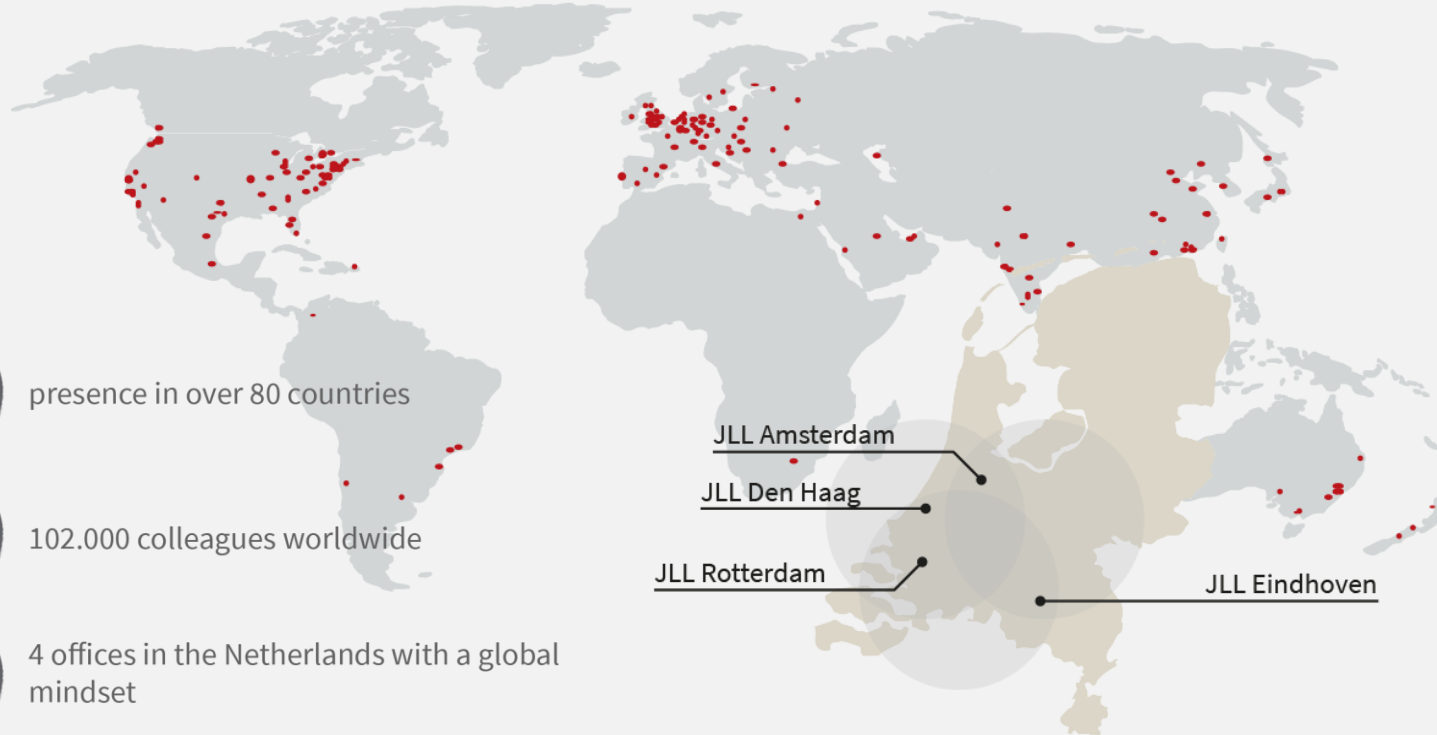 presence in over 80 countries
JLL Amsterdam
JLL Den Haag
102.000 colleagues worldwide
JLL Rotterdam
JLL Eindhoven
4 offices in the Netherlands with a global
mindset